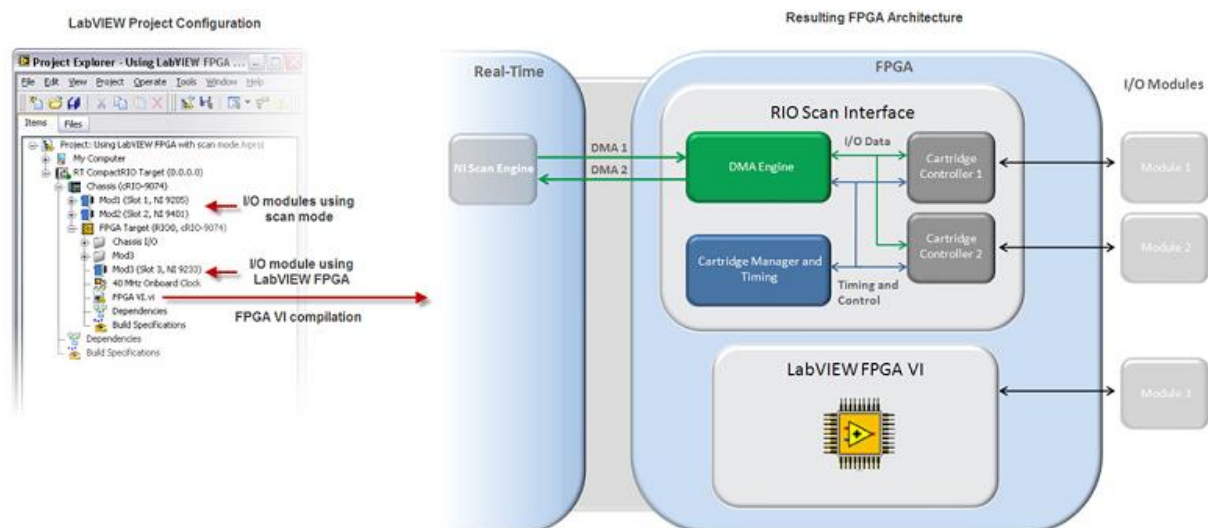 LabVIEW Project Configuration
Project Explorer - Using LabVIEW FPGA ...
File Edit View Project Operate Tools Window Help
Items Files
Project: Using LabVIEW FPGA with scan mode.lvproj
My Computer
RT CompactRIO Target (0.0.0.0)
Chassis (cRIO-9074)
Mod1 (Slot 1, NI 9205)
Mod2 (Slot 2, NI 9401)
FPGA Target (RIO0, cRIO-9074)
Chassis I/O
Mod3
Mod3 (Slot 3, NI 9233)
40 MHz Onboard Clock
FPGA VI.vi
Dependencies
Build Specifications
Dependencies
Build Specifications
I/O modules using
scan mode
I/O module using
LabVIEW FPGA
FPGA VI compilation
Resulting FPGA Architecture
Real-Time
NI Scan Engine
DMA 1
DMA 2
FPGA
RIO Scan Interface
DMA Engine
I/O Data
Cartridge
Controller 1
Cartridge
Controller 2
Cartridge Manager and
Timing
Timing and
Control
LabVIEW FPGA VI
I/O Modules
Module 1
Module 2
Module 3